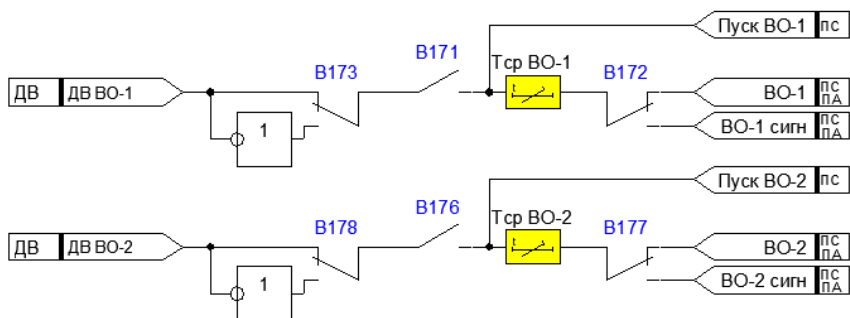 Пуск ВО-1 ПС
В171
Тср ВО-1
В173
В172
ДВ ДВ ВО-1
ВО-1 ПС ПА
1
ВО-1 сигн ПС ПА
Пуск ВО-2 ПС
В176
Тср ВО-2
В178
В177
ДВ ДВ ВО-2
ВО-2 ПС ПА
1
ВО-2 сигн ПС ПА